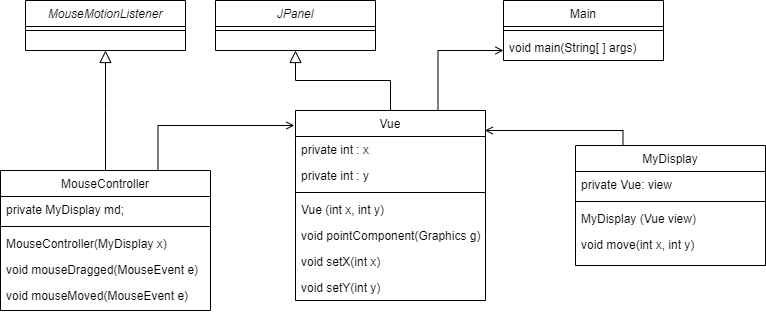 MouseMotionListener
JPanel
Main
void main(String[ ] args)
Vue
private int : x
private int : y
Vue (int x, int y)
void pointComponent(Graphics g)
void setX(int x)
void setY(int y)
MouseController
private MyDisplay md;
MouseController(MyDisplay x)
void mouseDragged(MouseEvent e)
void mouseMoved(MouseEvent e)
MyDisplay
private Vue: view
MyDisplay (Vue view)
void move(int x, int y)